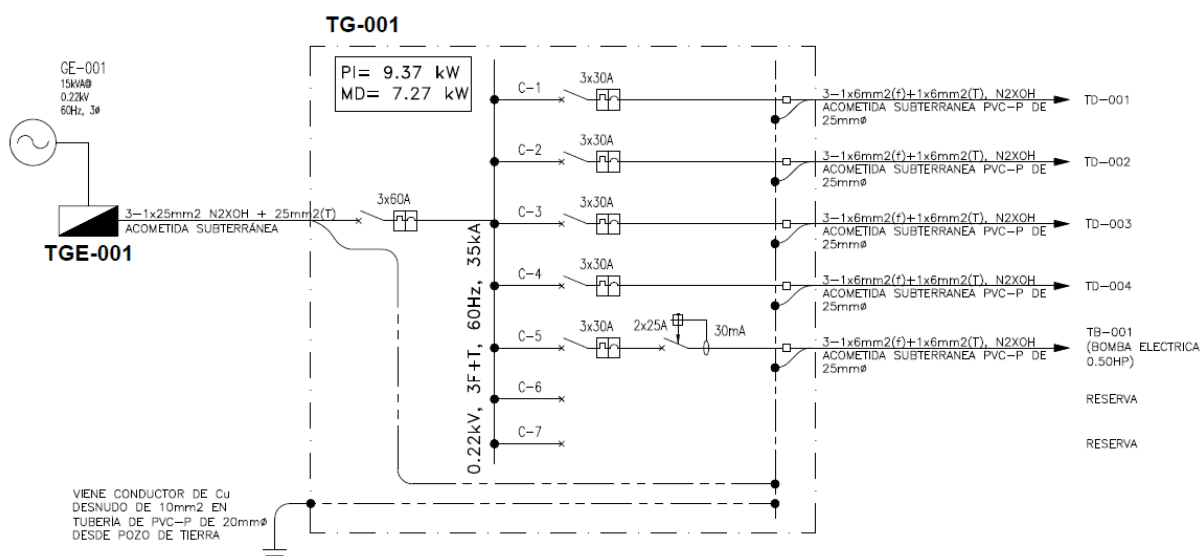 TG-001
GE-001
15kVA@
0.22kV
60Hz, 3ø
PI= 9.37 kW
MD= 7.27 kW
TGE-001
3-1x25mm2 N2XOH + 25mm2(T)
ACOMETIDA SUBTERRÁNEA
3x60A
0.22kV, 3F+T, 60Hz, 35kA
C-1
3x30A
3-1x6mm2(f)+1x6mm2(T), N2XOH
ACOMETIDA SUBTERRANEA PVC-P DE
25mmø
TD-001
C-2
3x30A
3-1x6mm2(f)+1x6mm2(T), N2XOH
ACOMETIDA SUBTERRANEA PVC-P DE
25mmø
TD-002
C-3
3x30A
3-1x6mm2(f)+1x6mm2(T), N2XOH
ACOMETIDA SUBTERRANEA PVC-P DE
25mmø
TD-003
C-4
3x30A
3-1x6mm2(f)+1x6mm2(T), N2XOH
ACOMETIDA SUBTERRANEA PVC-P DE
25mmø
TD-004
C-5
3x30A
2x25A
30mA
3-1x6mm2(f)+1x6mm2(T), N2XOH
ACOMETIDA SUBTERRANEA PVC-P DE
25mmø
TB-001
(BOMBA ELECTRICA
0.50HP)
C-6
RESERVA
C-7
RESERVA
VIENE CONDUCTOR DE Cu
DESNUDO DE 10mm2 EN
TUBERÍA DE PVC-P DE 20mmø
DESDE POZO DE TIERRA